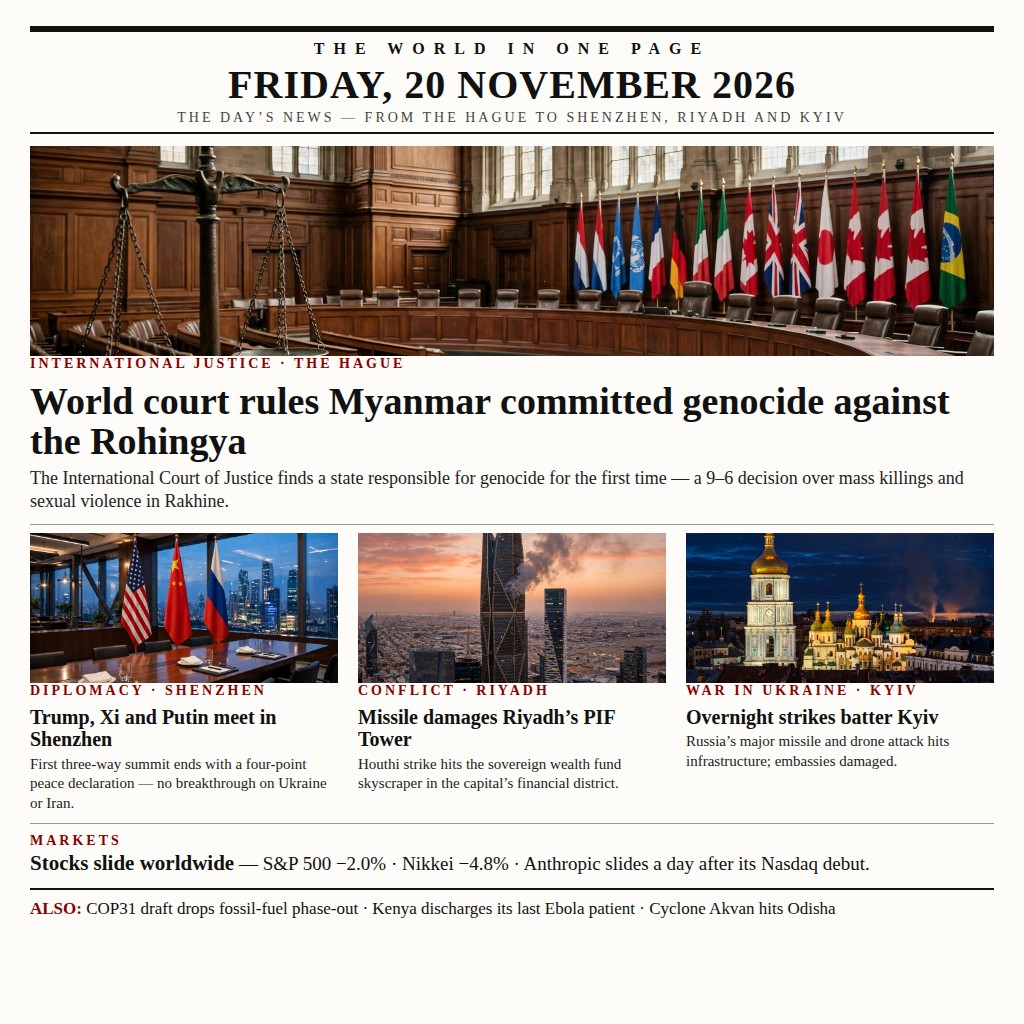 THE WORLD IN ONE PAGE
FRIDAY, 20 NOVEMBER 2026
THE DAY’S NEWS — FROM THE HAGUE TO SHENZHEN, RIYADH AND KYIV
INTERNATIONAL JUSTICE · THE HAGUE
World court rules Myanmar committed genocide against
the Rohingya
The International Court of Justice finds a state responsible for genocide for the first time — a 9–6 decision over mass killings and
sexual violence in Rakhine.
DIPLOMACY · SHENZHEN
Trump, Xi and Putin meet in
Shenzhen
First three-way summit ends with a four-point
peace declaration — no breakthrough on Ukraine
or Iran.
CONFLICT · RIYADH
Missile damages Riyadh’s PIF
Tower
Houthi strike hits the sovereign wealth fund
skyscraper in the capital’s financial district.
WAR IN UKRAINE · KYIV
Overnight strikes batter Kyiv
Russia’s major missile and drone attack hits
infrastructure; embassies damaged.
MARKETS
Stocks slide worldwide — S&P 500 −2.0% · Nikkei −4.8% · Anthropic slides a day after its Nasdaq debut.
ALSO: COP31 draft drops fossil-fuel phase-out · Kenya discharges its last Ebola patient · Cyclone Akvan hits Odisha